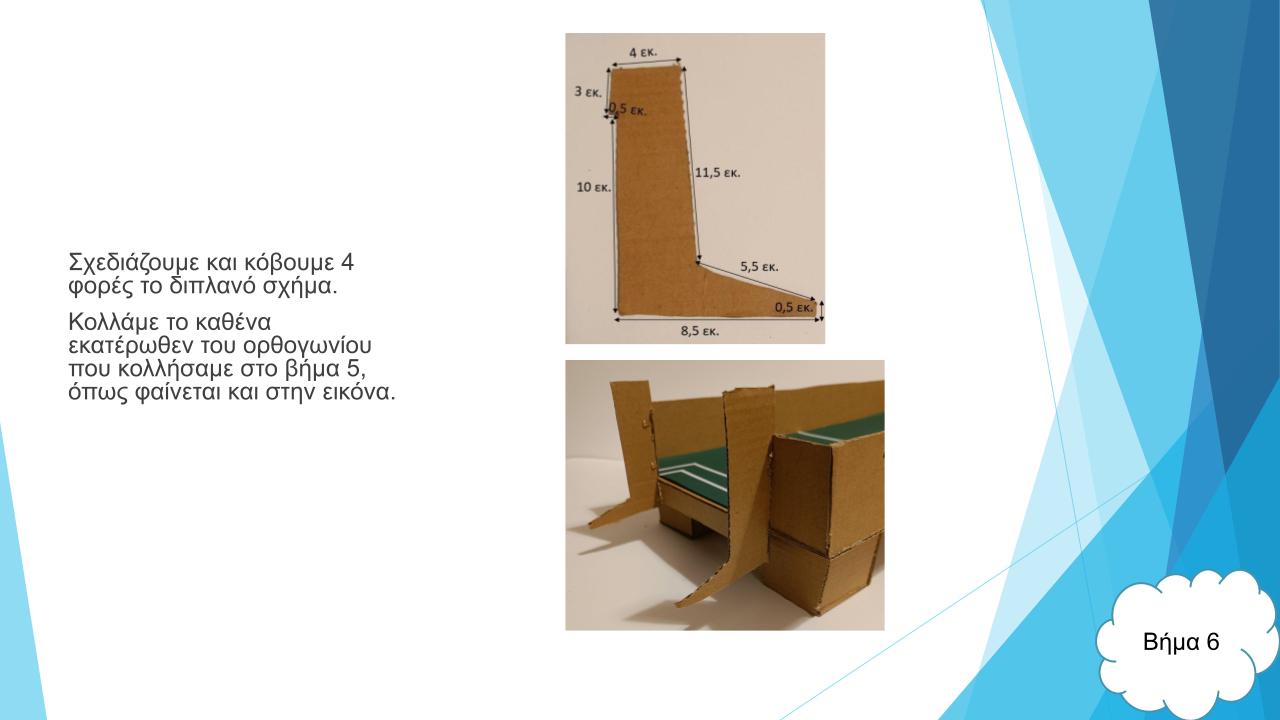 4 εκ.
3 εκ.
0,5 εκ.
10 εκ.
11,5 εκ.
5,5 εκ.
0,5 εκ.
8,5 εκ.
Σχεδιάζουμε και κόβουμε 4
φορές το διπλανό σχήμα.
Κολλάμε το καθένα
εκατέρωθεν του ορθογωνίου
που κολλήσαμε στο βήμα 5,
όπως φαίνεται και στην εικόνα.
Βήμα 6